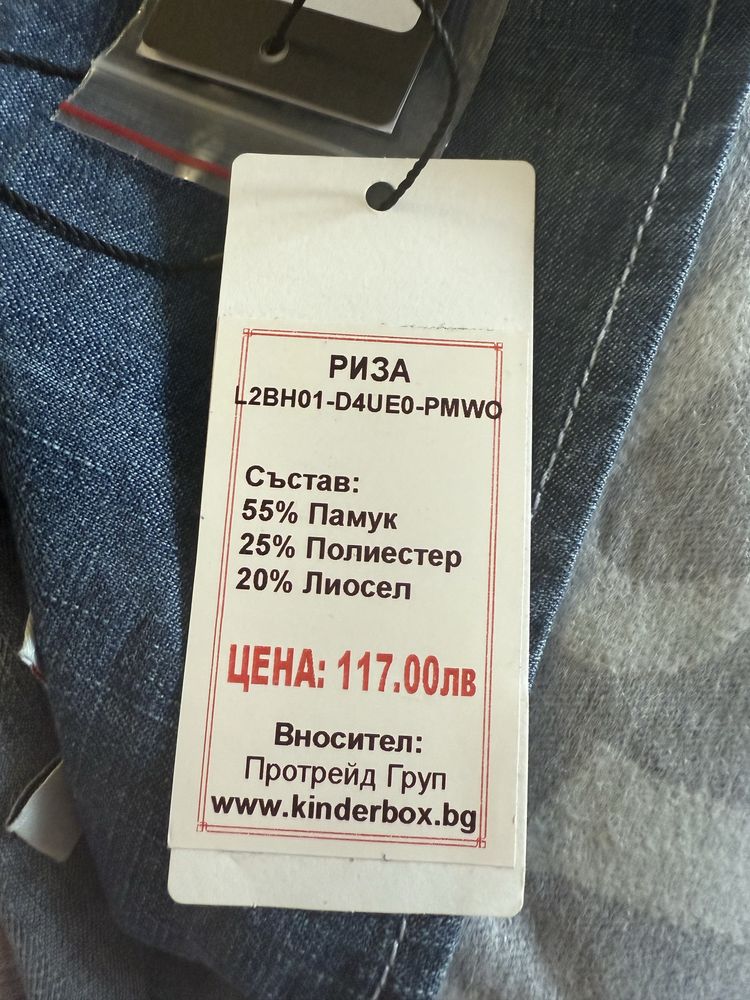 РИЗА
L2BH01-D4UE0-PMWO
Състав:
55% Памук
25% Полиестер
20% Лиосел
ЦЕНА: 117.00лв
Вносител:
Протрейд Груп
www.kinderbox.bg